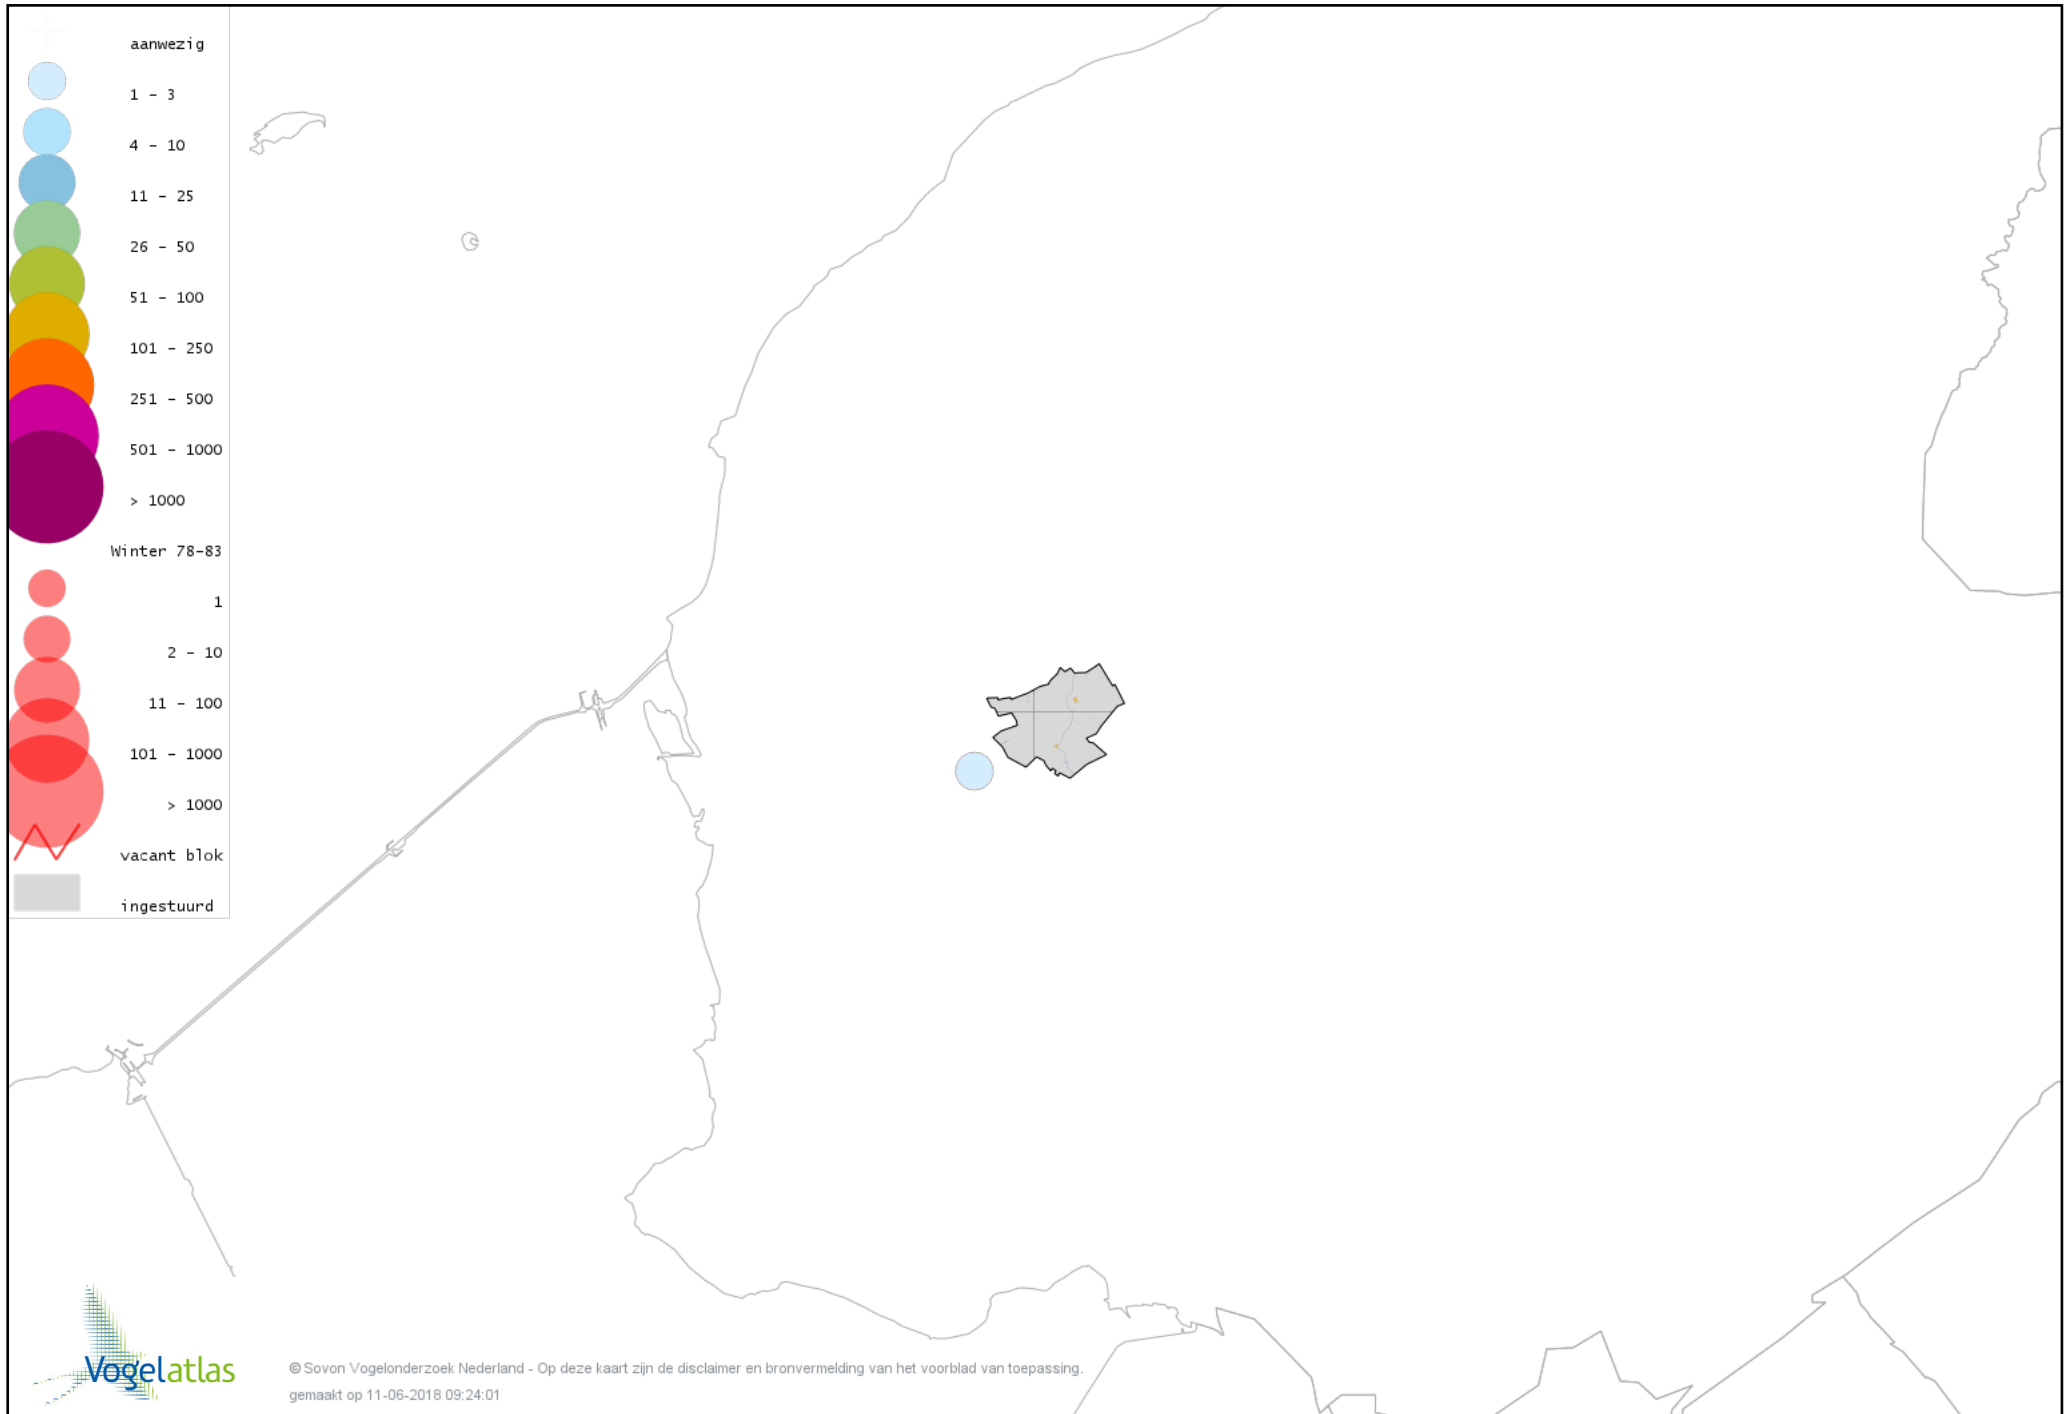 aanwezig
1 - 3
4 - 10
11 - 25
26 - 50
51 - 100
101 - 250
251 - 500
501 - 1000
> 1000
Winter 78-83
1
2 - 10
11 - 100
101 - 1000
> 1000
vacant blok
ingestuurd
Vogelatlas
© Sovon Vogelonderzoek Nederland - Op deze kaart zijn de disclaimer en bronvermelding van het voorblad van toepassing.
gemaakt op 11-06-2018 09:24:01